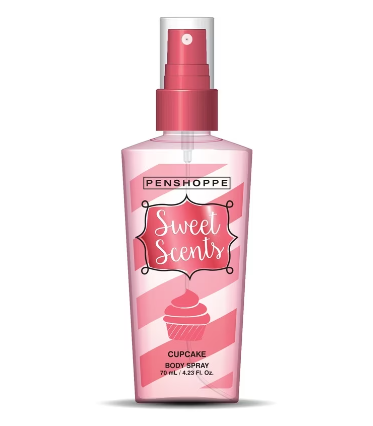 PENSHOPPE
Sweet
Scents
CUPCAKE
BODY SPRAY
70 mL / 4.23 Fl. Oz.